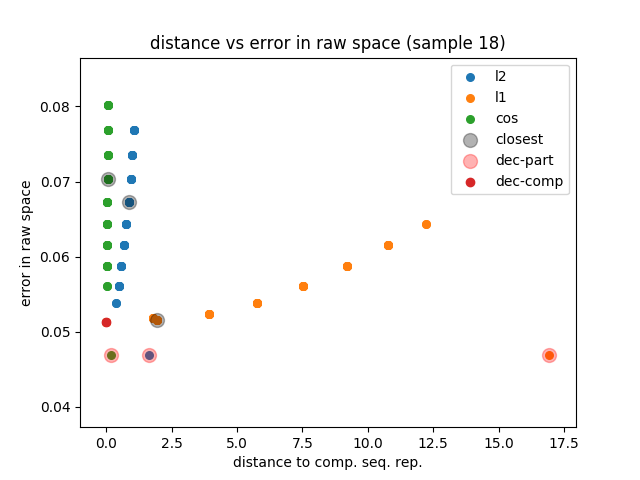 distance vs error in raw space (sample 18)
l2
l1
cos
closest
dec-part
dec-comp
error in raw space
0.08
0.07
0.06
0.05
0.04
0.0 2.5 5.0 7.5 10.0 12.5 15.0 17.5
distance to comp. seq. rep.